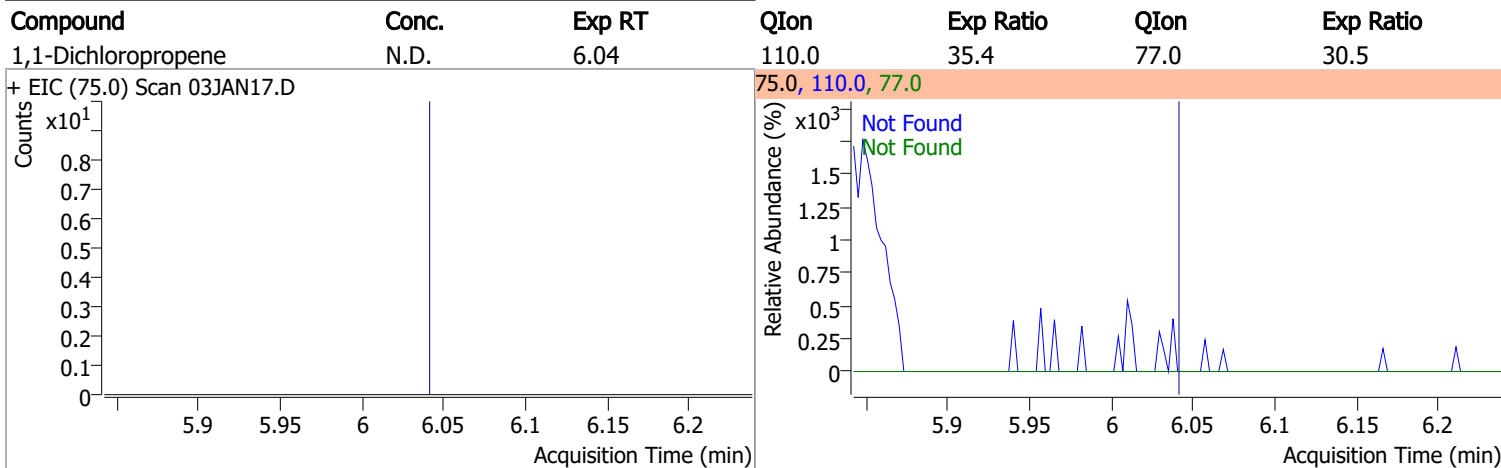 Compound Conc. Exp RT QIon Exp Ratio QIon Exp Ratio
1,1-Dichloropropene N.D. 6.04 110.0 35.4 77.0 30.5
+ EIC (75.0) Scan 03JAN17.D
Counts
x10¹
0.8
0.7
0.6
0.5
0.4
0.3
0.2
0.1
0
5.9 5.95 6 6.05 6.1 6.15 6.2
Acquisition Time (min)
75.0, 110.0, 77.0
Relative Abundance (%)
x10³
Not Found
Not Found
1.5
1.25
1
0.75
0.5
0.25
0
5.9 5.95 6 6.05 6.1 6.15 6.2
Acquisition Time (min)